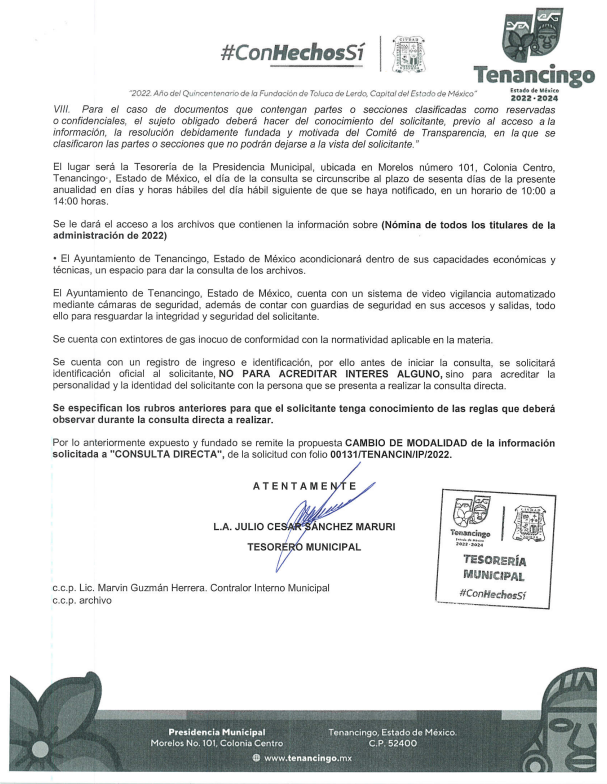 #ConHechosSí
CIUDAD
Tenancingo
Estado de México
2022-2024
"2022. Año del Quincentenario de la Fundación de Toluca de Lerdo, Capital del Estado de México"
VIII. Para el caso de documentos que contengan partes o secciones clasificadas como reservadas
o confidenciales, el sujeto obligado deberá hacer del conocimiento del solicitante, previo al acceso a la
información, la resolución debidamente fundada y motivada del Comité de Transparencia, en la que se
clasificaron las partes o secciones que no podrán dejarse a la vista del solicitante."
El lugar será la Tesorería de la Presidencia Municipal, ubicada en Morelos número 101, Colonia Centro,
Tenancingo-, Estado de México, el día de la consulta se circunscribe al plazo de sesenta días de la presente
anualidad en días y horas hábiles del día hábil siguiente de que se haya notificado, en un horario de 10:00 a
14:00 horas.
Se le dará el acceso a los archivos que contienen la información sobre (Nómina de todos los titulares de la
administración de 2022)
• El Ayuntamiento de Tenancingo, Estado de México acondicionará dentro de sus capacidades económicas y
técnicas, un espacio para dar la consulta de los archivos.
El Ayuntamiento de Tenancingo, Estado de México, cuenta con un sistema de video vigilancia automatizado
mediante cámaras de seguridad, además de contar con guardias de seguridad en sus accesos y salidas, todo
ello para resguardar la integridad y seguridad del solicitante.
Se cuenta con extintores de gas inocuo de conformidad con la normatividad aplicable en la materia.
Se cuenta con un registro de ingreso e identificación, por ello antes de iniciar la consulta, se solicitará
identificación oficial al solicitante, NO PARA ACREDITAR INTERES ALGUNO, sino para acreditar la
personalidad y la identidad del solicitante con la persona que se presenta a realizar la consulta directa.
Se especifican los rubros anteriores para que el solicitante tenga conocimiento de las reglas que deberá
observar durante la consulta directa a realizar.
Por lo anteriormente expuesto y fundado se remite la propuesta CAMBIO DE MODALIDAD de la información
solicitada a "CONSULTA DIRECTA", de la solicitud con folio 00131/TENANCIN/IP/2022.
A T E N T A M E N T E
L.A. JULIO CESAR SÁNCHEZ MARURI
TESORERO MUNICIPAL
Tenancingo
Estado de México
2022-2024
CIUDAD
TESORERÍA
MUNICIPAL
#ConHechosSí
c.c.p. Lic. Marvin Guzmán Herrera. Contralor Interno Municipal
c.c.p. archivo
Presidencia Municipal
Morelos No. 101, Colonia Centro
Tenancingo, Estado de México.
C.P. 52400
www.tenancingo.mx